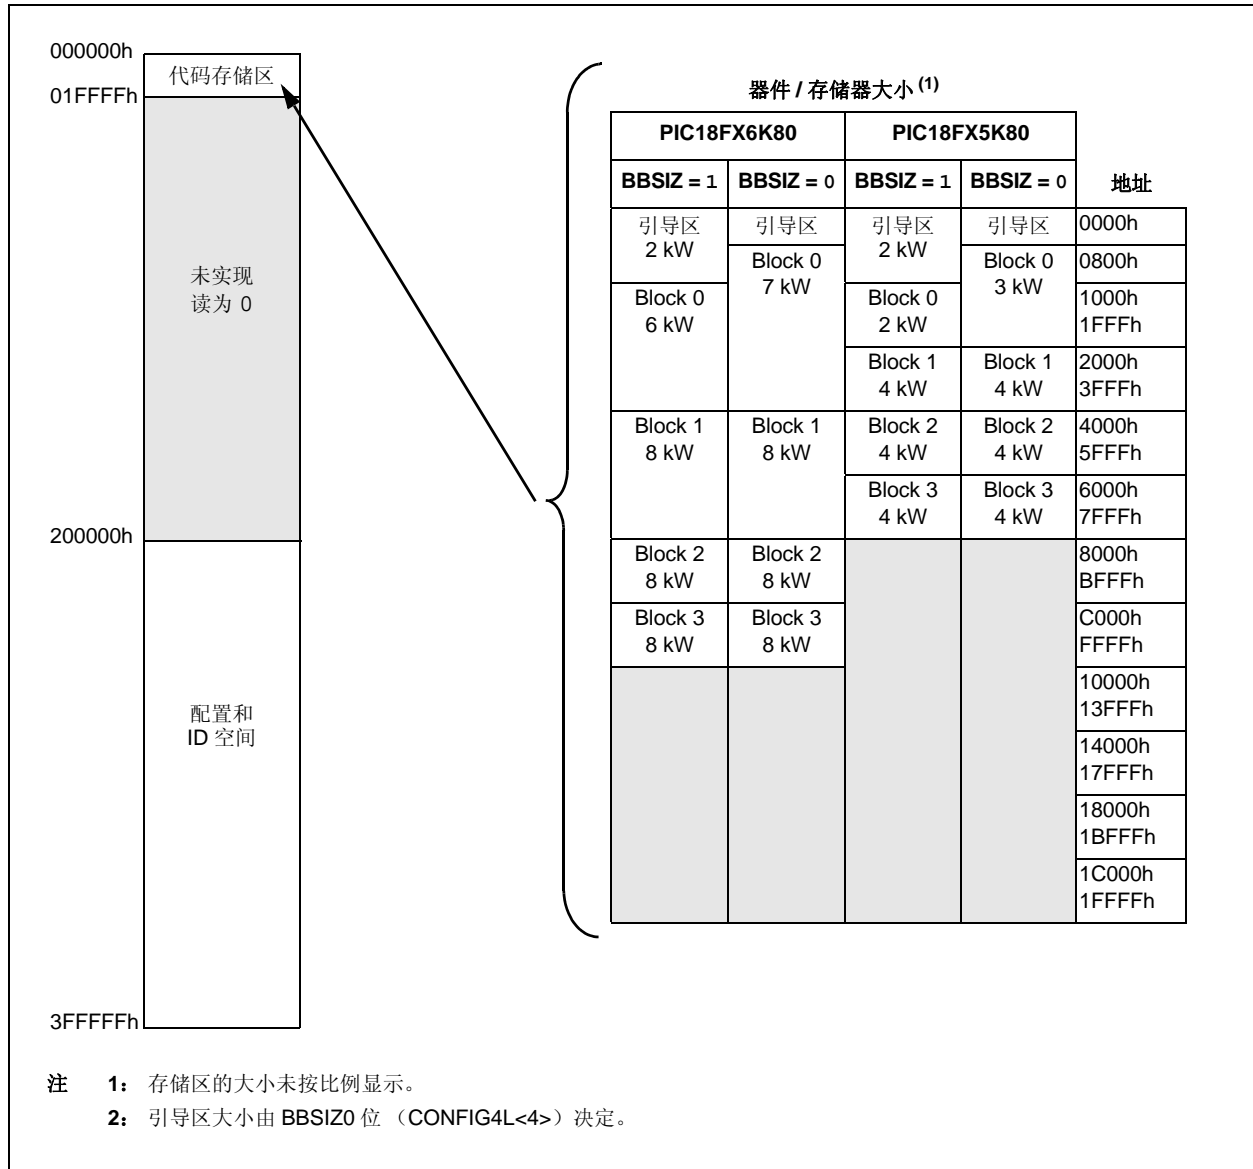 000000h
代码存储区
01FFFFh
未实现
读为 0
200000h
配置和
ID 空间
3FFFFFh
器件 / 存储器大小 (1)
PIC18FX6K80 PIC18FX5K80
BBSIZ = 1 BBSIZ = 0 BBSIZ = 1 BBSIZ = 0 地址
引导区 引导区 引导区 引导区 0000h
2 kW 2 kW
Block 0 Block 0 0800h
7 kW 3 kW
Block 0 Block 0 1000h
6 kW 2 kW 1FFFh
Block 1 Block 1 2000h
4 kW 4 kW 3FFFh
Block 1 Block 1 Block 2 Block 2 4000h
8 kW 8 kW 4 kW 4 kW 5FFFh
Block 3 Block 3 6000h
4 kW 4 kW 7FFFh
Block 2 Block 2 8000h
8 kW 8 kW BFFFh
Block 3 Block 3 C000h
8 kW 8 kW FFFFh
10000h
13FFFh
14000h
17FFFh
18000h
1BFFFh
1C000h
1FFFFh
注 1： 存储区的大小未按比例显示。
2： 引导区大小由 BBSIZ0 位 （CONFIG4L<4>）决定。